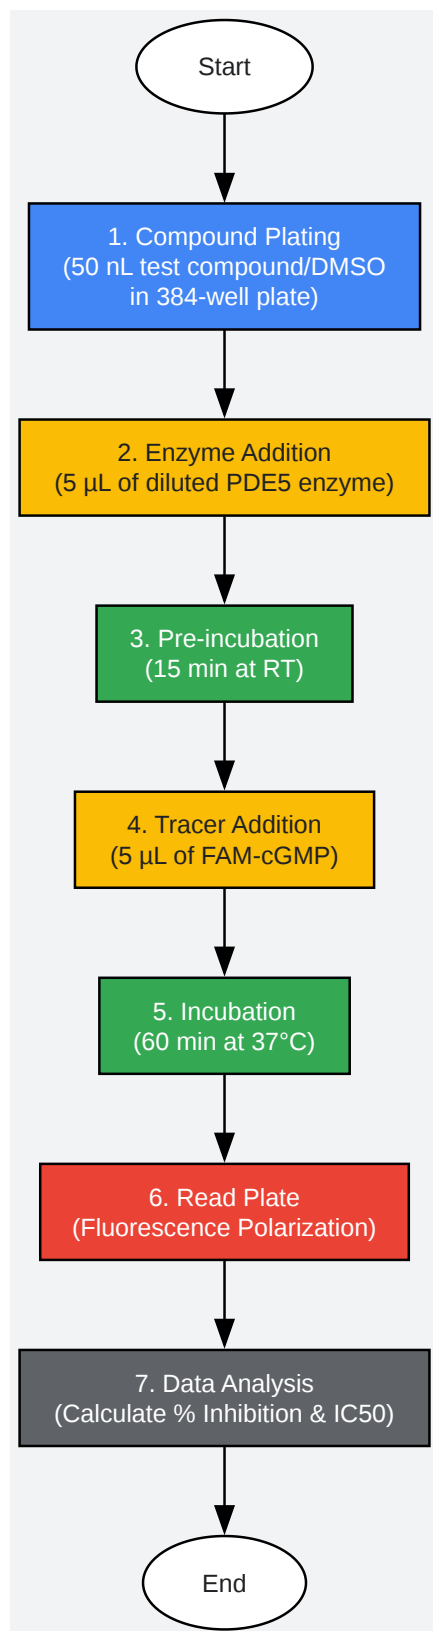 Start
1. Compound Plating
(50 nL test compound/DMSO
in 384-well plate)
2. Enzyme Addition
(5 µL of diluted PDE5 enzyme)
3. Pre-incubation
(15 min at RT)
4. Tracer Addition
(5 µL of FAM-cGMP)
5. Incubation
(60 min at 37°C)
6. Read Plate
(Fluorescence Polarization)
7. Data Analysis
(Calculate % Inhibition & IC50)
End